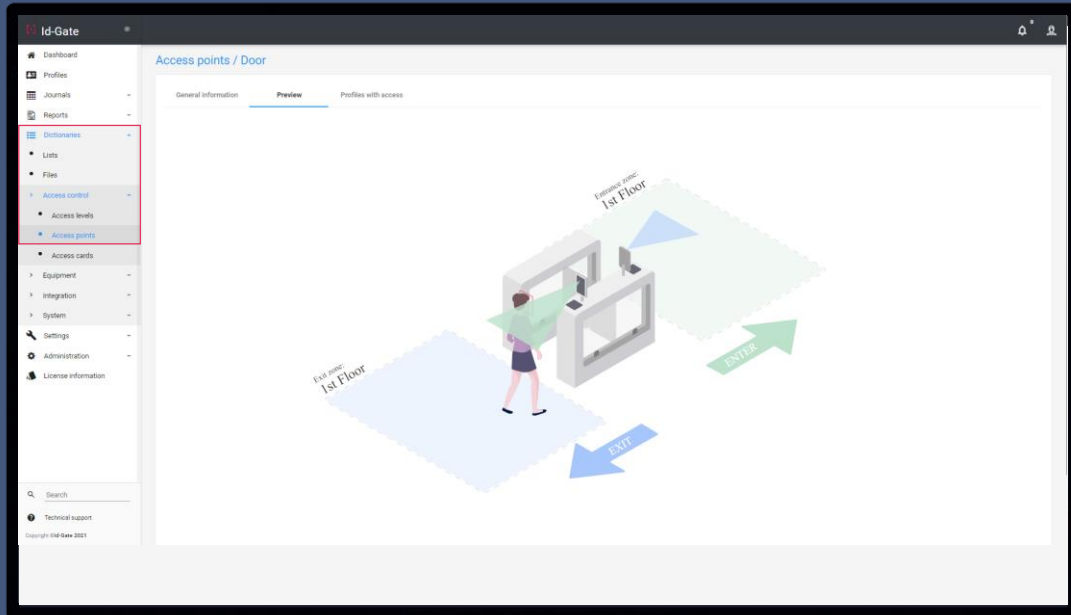 Id-Gate
0
Dashboard
Profiles
Journals
Reports
Dictionaries
Lists
Files
Access control
Access levels
Access points
Access cards
Equipment
Integration
System
Settings
Administration
License information
Search
Technical support
Copyright ©Id-Gate 2021
Access points / Door
General information
Preview
Profiles with access
Entrance zone:
1st Floor
ENTER
Exit zone:
1st Floor
EXIT